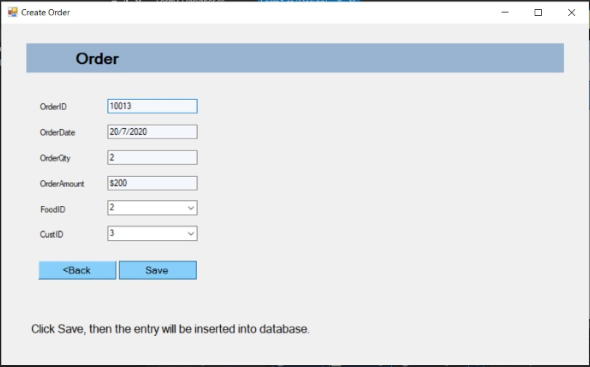 Create Order
Order
OrderID 10013
OrderDate 20/7/2020
OrderQty 2
OrderAmount $200
FoodID 2
CustID 3
<Back Save
Click Save, then the entry will be inserted into database.